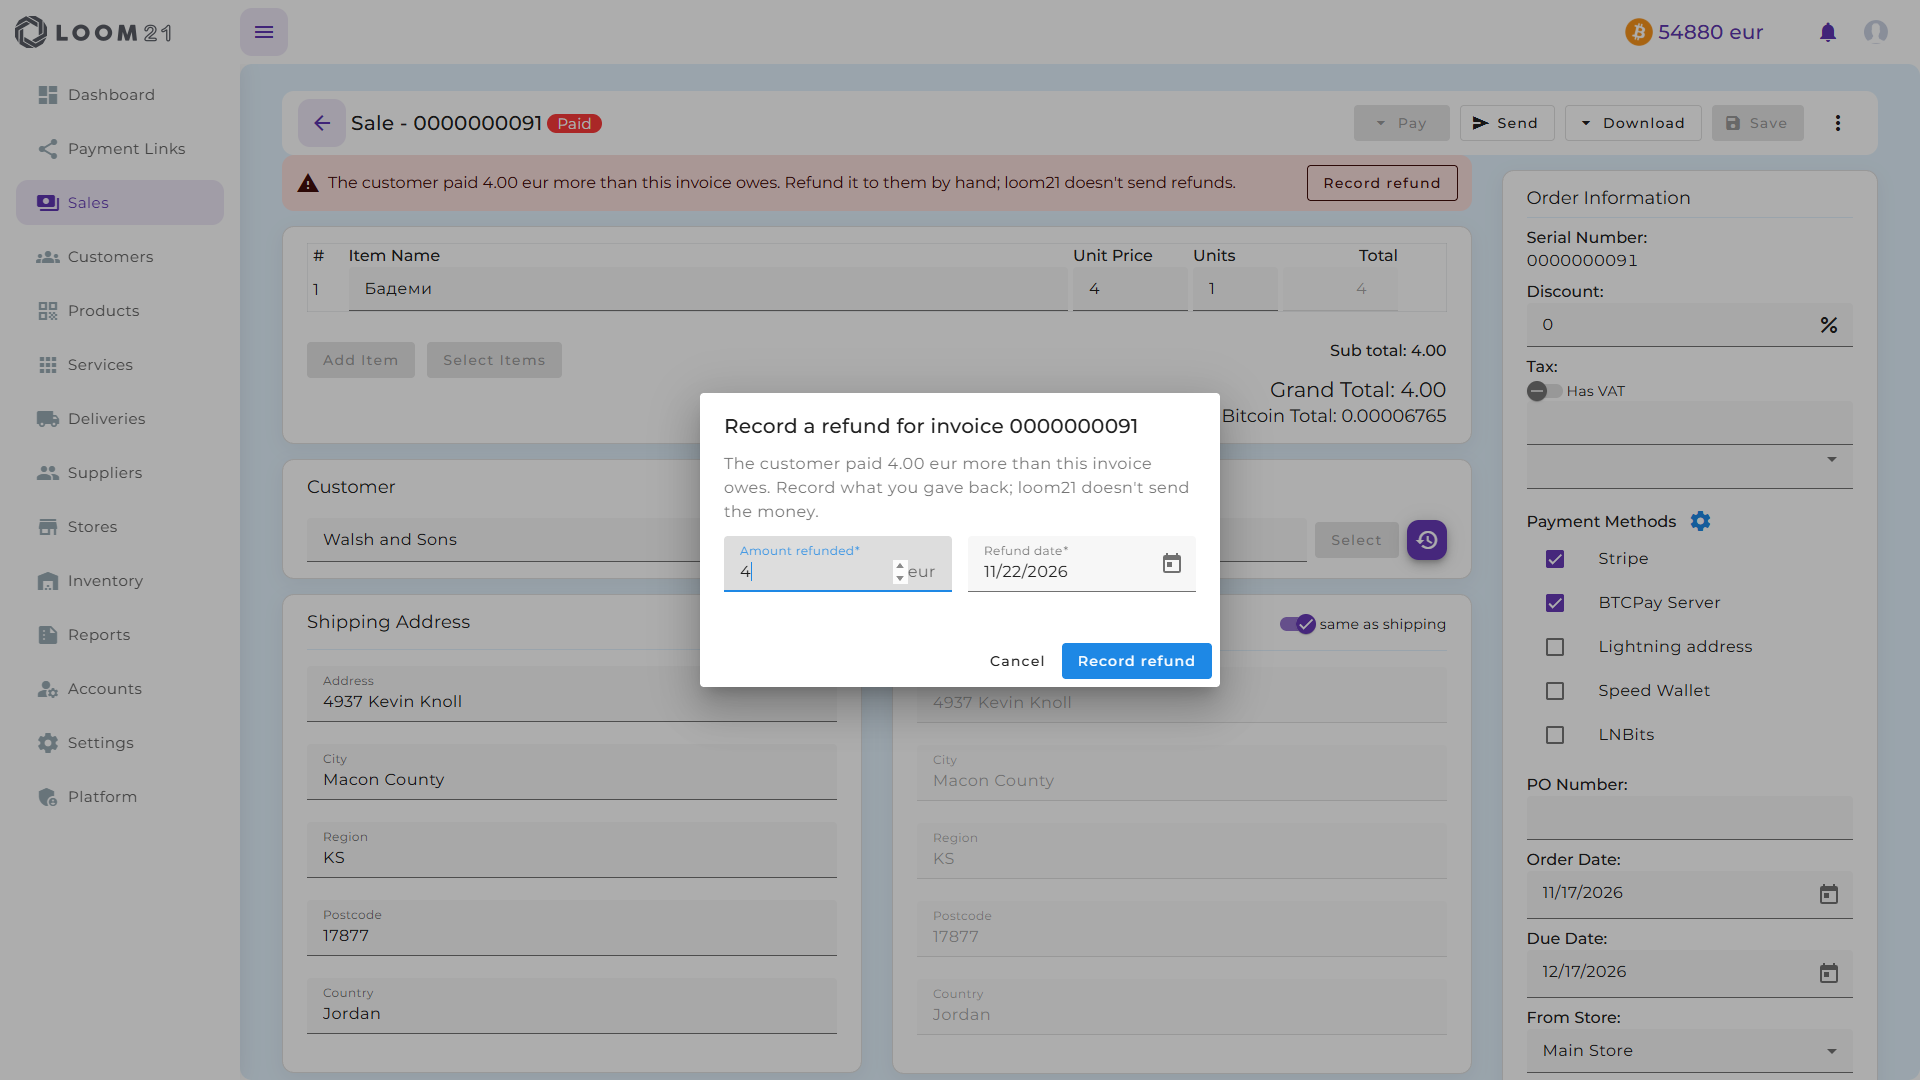 LOOM21
54880 eur
Dashboard
Payment Links
Sales
Customers
Products
Services
Deliveries
Suppliers
Stores
Inventory
Reports
Accounts
Settings
Platform
Sale - 0000000091 Paid
Pay
Send
Download
Save
The customer paid 4.00 eur more than this invoice owes. Refund it to them by hand; loom21 doesn't send refunds.
Record refund
# Item Name Unit Price Units Total
1 Бадеми 4 1 4
Add Item
Select Items
Sub total: 4.00
Grand Total: 4.00
Bitcoin Total: 0.00006765
Customer
Walsh and Sons
Select
Shipping Address
same as shipping
Address
4937 Kevin Knoll
City
Macon County
Region
KS
Postcode
17877
Country
Jordan
4937 Kevin Knoll
City
Macon County
Region
KS
Postcode
17877
Country
Jordan
Record a refund for invoice 0000000091
The customer paid 4.00 eur more than this invoice
owes. Record what you gave back; loom21 doesn't send
the money.
Amount refunded*
4 eur
Refund date*
11/22/2026
Cancel
Record refund
Order Information
Serial Number:
0000000091
Discount:
0 %
Tax:
Has VAT
Payment Methods
Stripe
BTCPay Server
Lightning address
Speed Wallet
LNBits
PO Number:
Order Date:
11/17/2026
Due Date:
12/17/2026
From Store:
Main Store